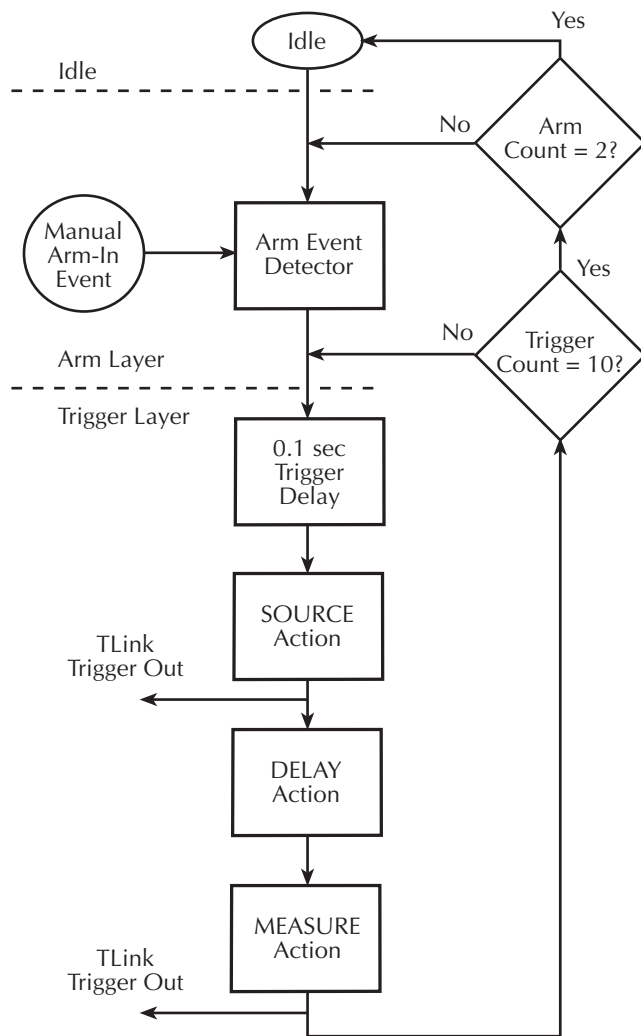 Yes
Idle
Idle
No
Arm
Count = 2?
Manual
Arm-In
Event
Arm Event
Detector
Yes
No
Trigger
Count = 10?
Arm Layer
Trigger Layer
0.1 sec
Trigger
Delay
SOURCE
Action
TLink
Trigger Out
DELAY
Action
MEASURE
Action
TLink
Trigger Out